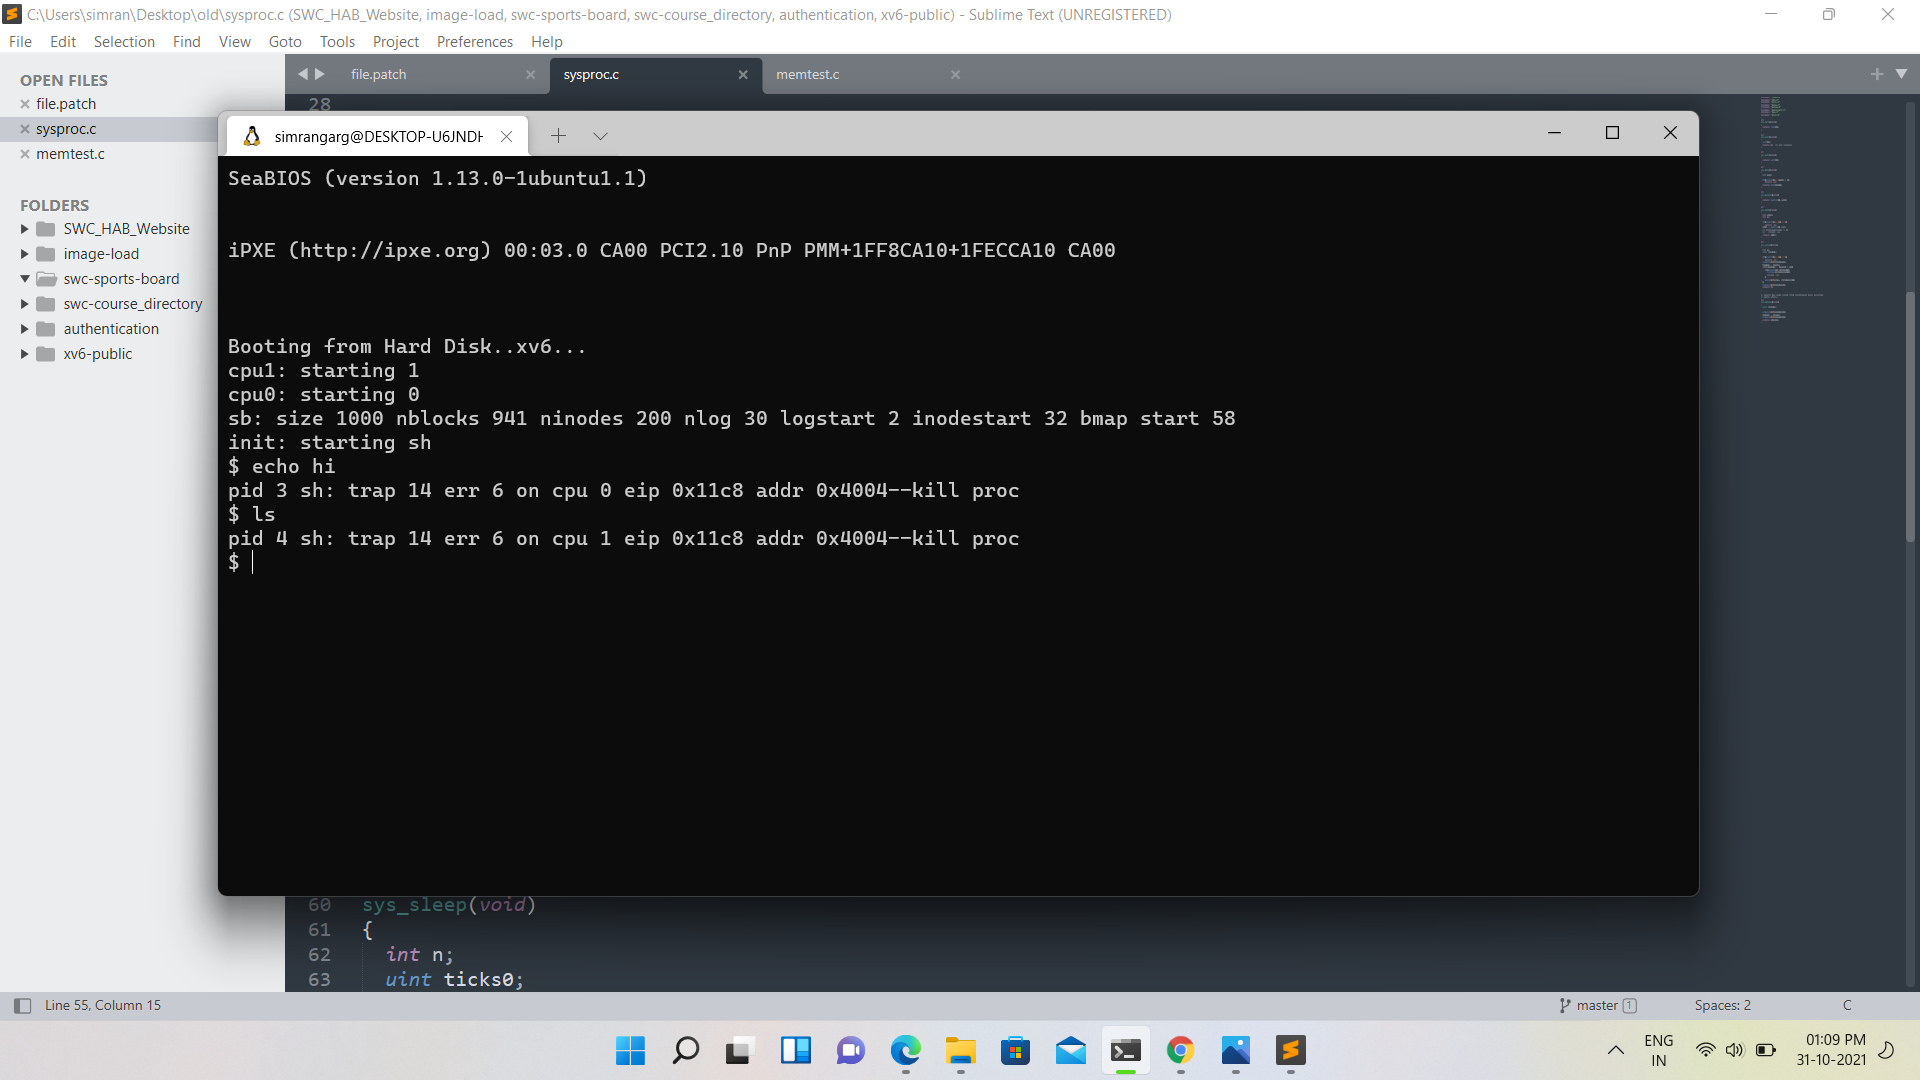 C:\Users\simran\Desktop\old\sysproc.c (SWC_HAB_Website, image-load, swc-sports-board, swc-course_directory, authentication, xv6-public) - Sublime Text (UNREGISTERED)
File Edit Selection Find View Goto Tools Project Preferences Help
OPEN FILES
file.patch
sysproc.c
memtest.c
FOLDERS
SWC_HAB_Website
image-load
swc-sports-board
swc-course_directory
authentication
xv6-public
file.patch sysproc.c memtest.c
28
simrangarg@DESKTOP-U6JNDH
SeaBIOS (version 1.13.0-1ubuntu1.1)
iPXE (http://ipxe.org) 00:03.0 CA00 PCI2.10 PnP PMM+1FF8CA10+1FECCA10 CA00
Booting from Hard Disk..xv6...
cpu1: starting 1
cpu0: starting 0
sb: size 1000 nblocks 941 ninodes 200 nlog 30 logstart 2 inodestart 32 bmap start 58
init: starting sh
$ echo hi
pid 3 sh: trap 14 err 6 on cpu 0 eip 0x11c8 addr 0x4004--kill proc
$ ls
pid 4 sh: trap 14 err 6 on cpu 1 eip 0x11c8 addr 0x4004--kill proc
$
60 sys_sleep(void)
61 {
62 int n;
63 uint ticks0;
Line 55, Column 15 master 1 Spaces: 2 C
ENG
IN
01:09 PM
31-10-2021